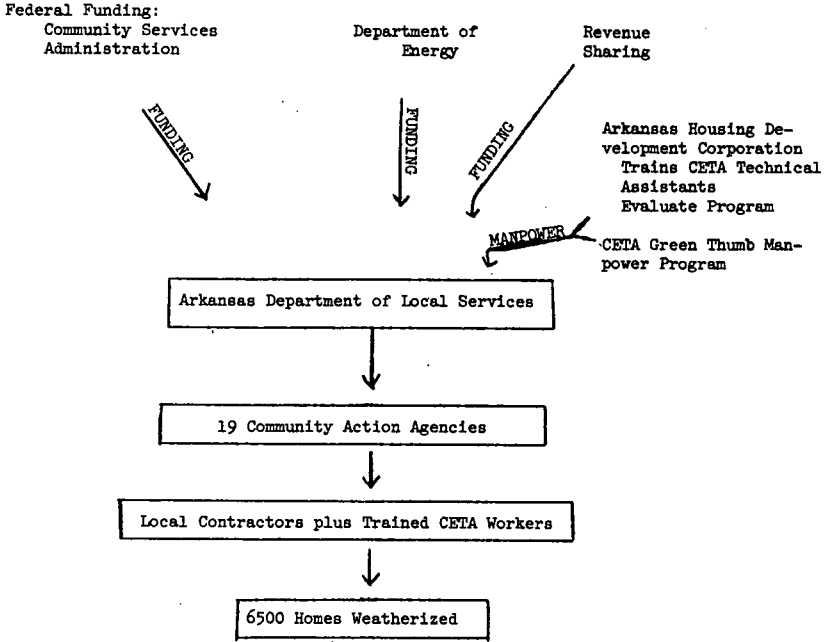 Federal Funding:
Community Services
Administration
Department of
Energy
Revenue
Sharing
FUNDING
FUNDING
FUNDING
Arkansas Housing De-
velopment Corporation
Trains CETA Technical
Assistants
Evaluate Program
MANPOWER
CETA Green Thumb Man-
power Program
Arkansas Department of Local Services
19 Community Action Agencies
Local Contractors plus Trained CETA Workers
6500 Homes Weatherized